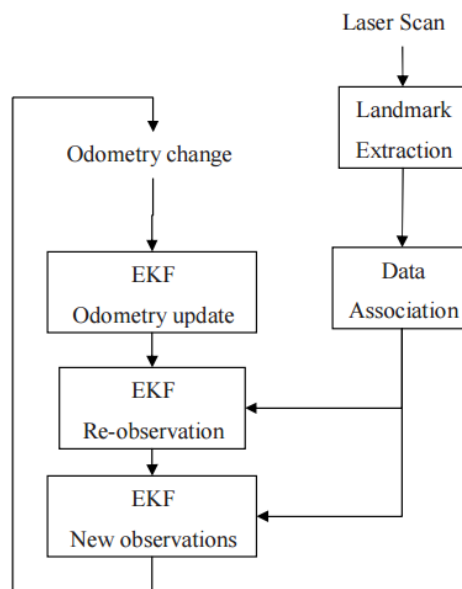 Laser Scan
Landmark
Extraction
Odometry change
EKF
Odometry update
Data
Association
EKF
Re-observation
EKF
New observations